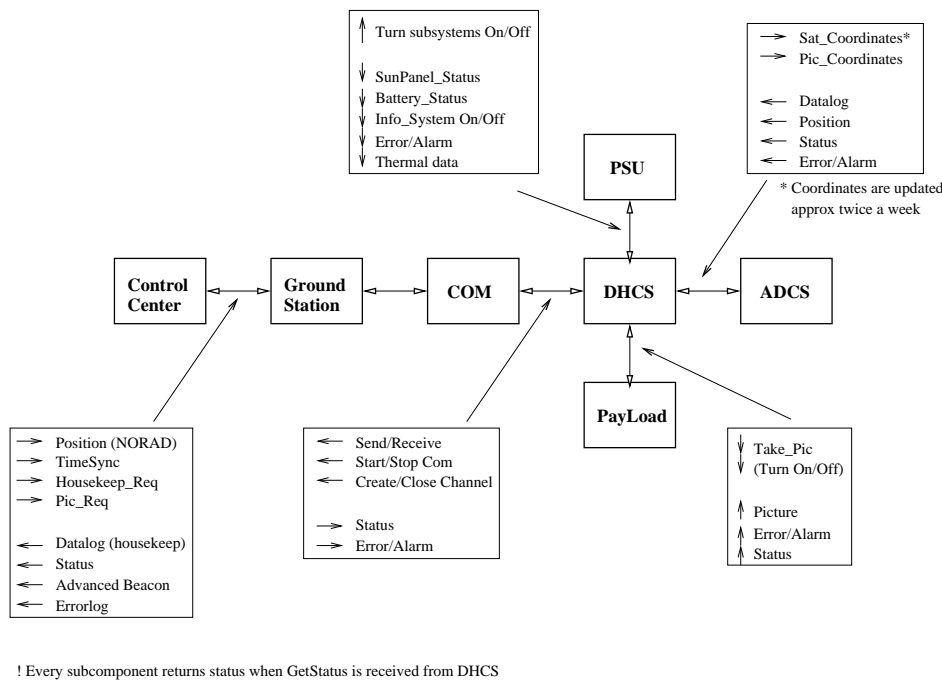 Turn subsystems On/Off
SunPanel_Status
Battery_Status
Info_System On/Off
Error/Alarm
Thermal data
Sat_Coordinates*
Pic_Coordinates
Datalog
Position
Status
Error/Alarm
* Coordinates are updated
approx twice a week
PSU
Control
Center
Ground
Station
COM
DHCS
ADCS
PayLoad
Position (NORAD)
TimeSync
Housekeep_Req
Pic_Req
Datalog (housekeep)
Status
Advanced Beacon
Errorlog
Send/Receive
Start/Stop Com
Create/Close Channel
Status
Error/Alarm
Take_Pic
(Turn On/Off)
Picture
Error/Alarm
Status
! Every subcomponent returns status when GetStatus is received from DHCS